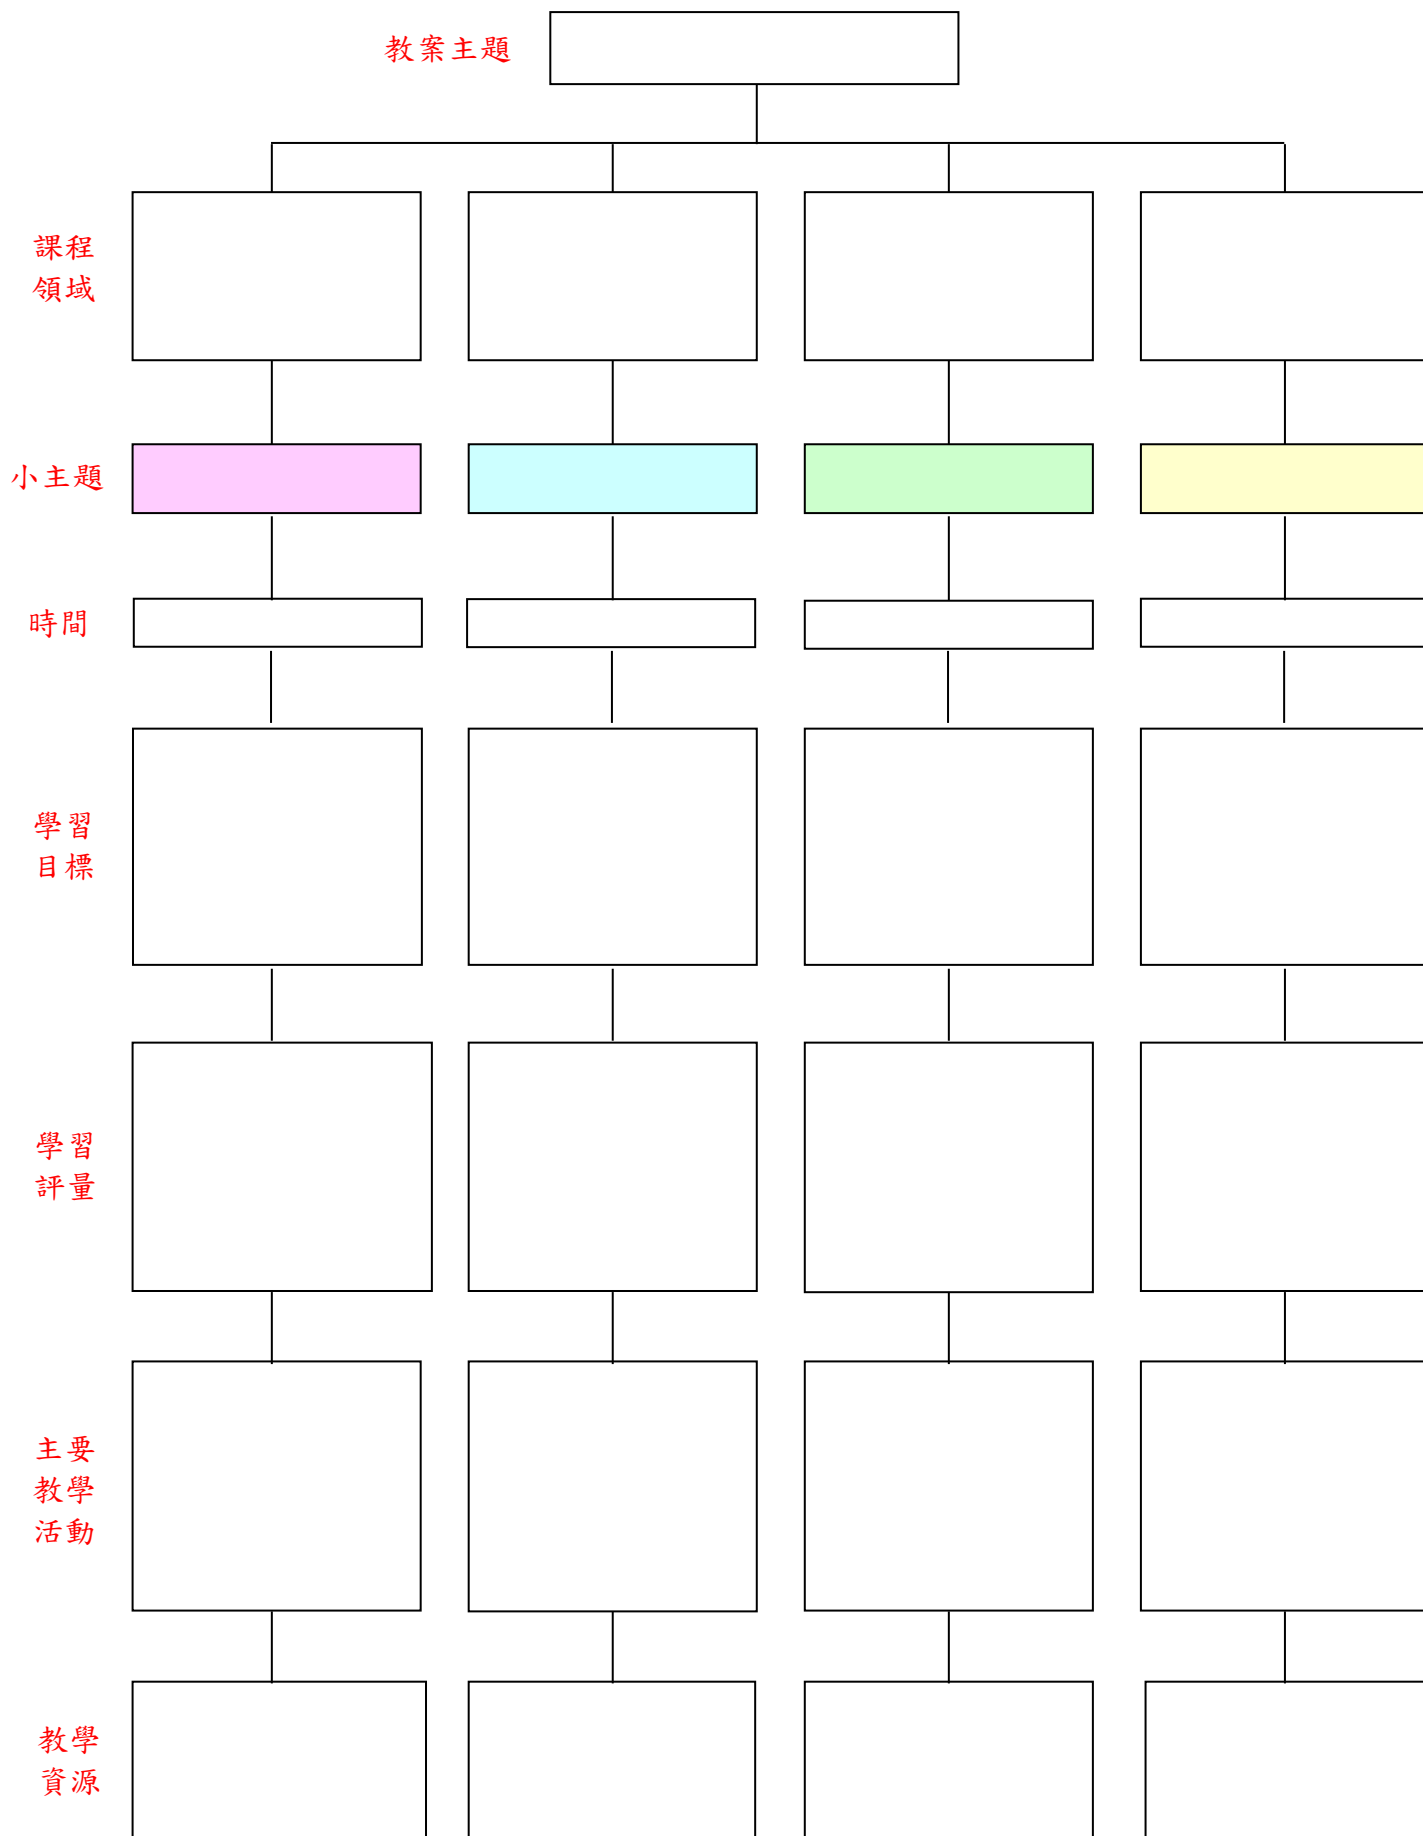 教案主題
課程
領域
小主題
時間
學習
目標
學習
評量
主要
教學
活動
教學
資源